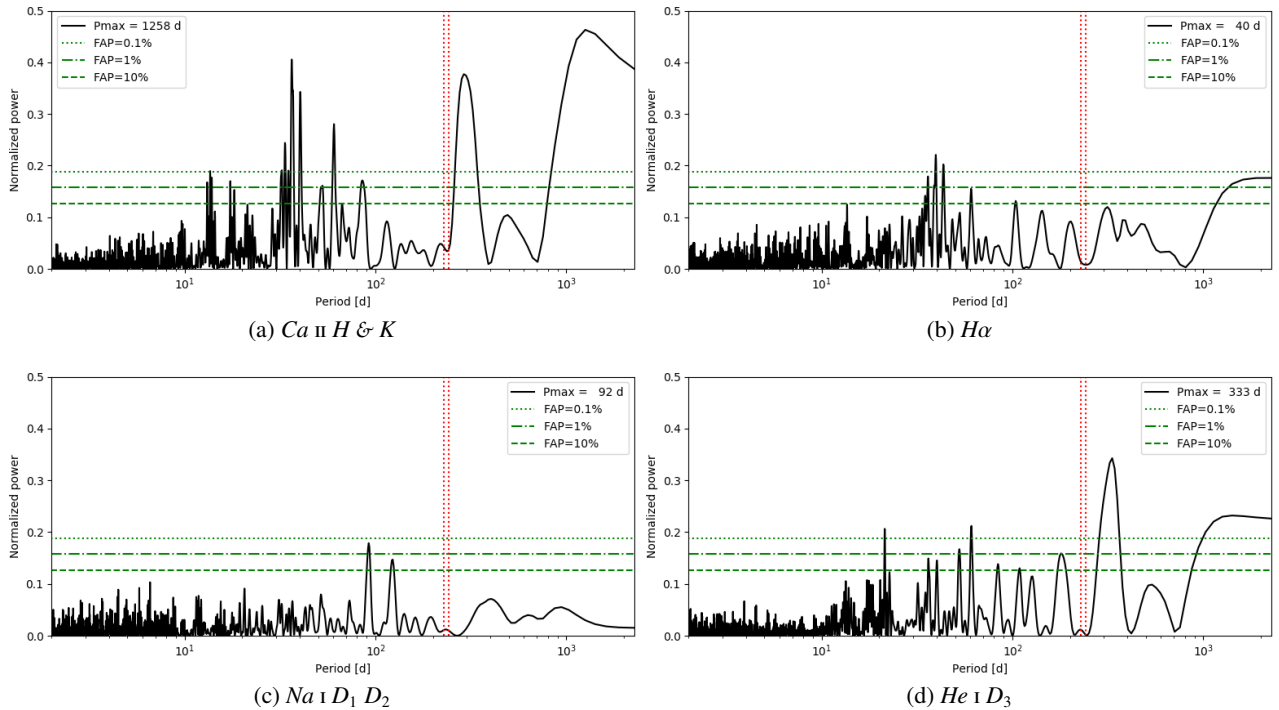 Pmax = 1258 d
FAP=0.1%
FAP=1%
FAP=10%
Normalized power
0.5
0.4
0.3
0.2
0.1
0.0
10¹ 10² 10³
Period [d]
(a) Ca II H & K
Pmax = 40 d
FAP=0.1%
FAP=1%
FAP=10%
Normalized power
0.5
0.4
0.3
0.2
0.1
0.0
10¹ 10² 10³
Period [d]
(b) Hα
Pmax = 92 d
FAP=0.1%
FAP=1%
FAP=10%
Normalized power
0.5
0.4
0.3
0.2
0.1
0.0
10¹ 10² 10³
Period [d]
(c) Na I D₁ D₂
Pmax = 333 d
FAP=0.1%
FAP=1%
FAP=10%
Normalized power
0.5
0.4
0.3
0.2
0.1
0.0
10¹ 10² 10³
Period [d]
(d) He I D₃